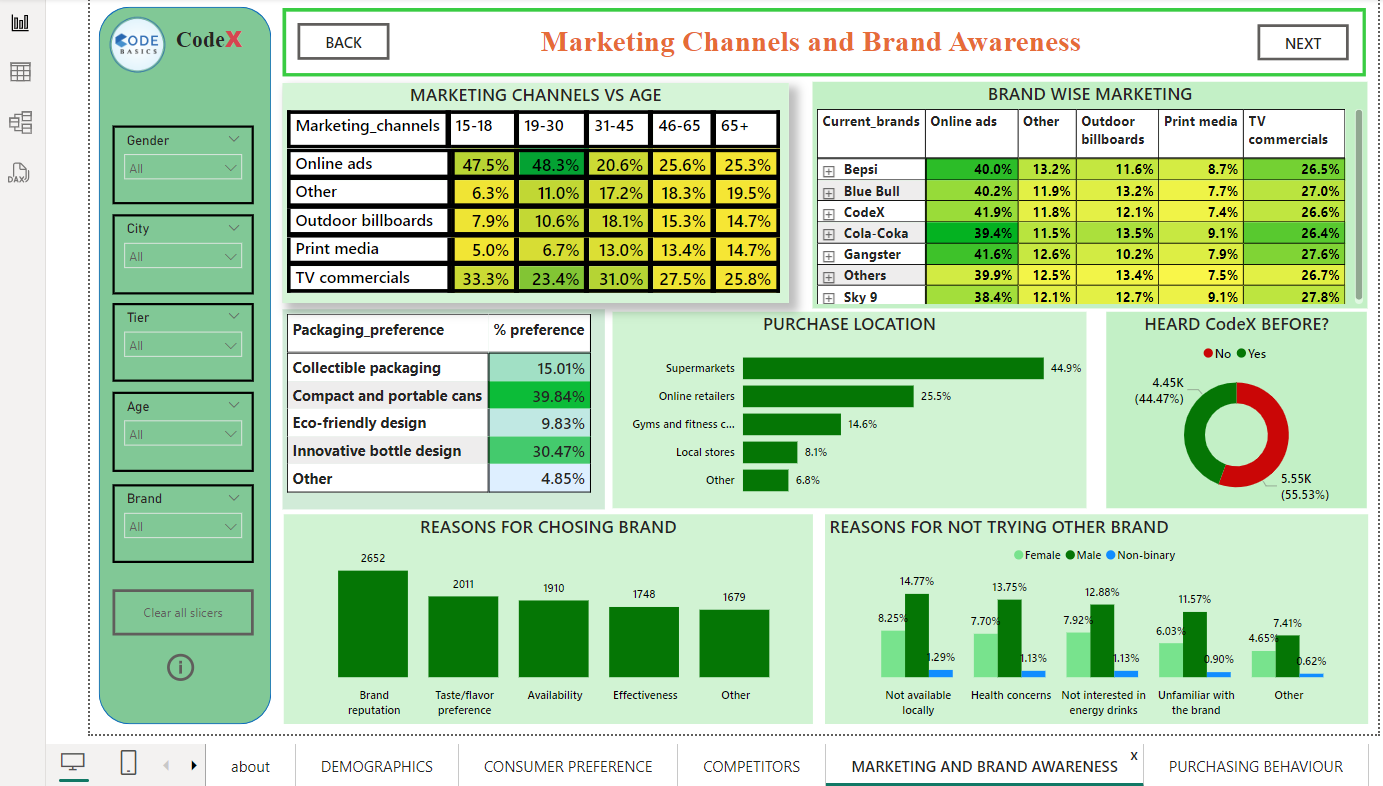 CODE
BASICS
CodeX
BACK
Marketing Channels and Brand Awareness
NEXT
DAX
Gender
All
City
All
Tier
All
Age
All
Brand
All
Clear all slicers
MARKETING CHANNELS VS AGE
Marketing_channels 15-18 19-30 31-45 46-65 65+
Online ads 47.5% 48.3% 20.6% 25.6% 25.3%
Other 6.3% 11.0% 17.2% 18.3% 19.5%
Outdoor billboards 7.9% 10.6% 18.1% 15.3% 14.7%
Print media 5.0% 6.7% 13.0% 13.4% 14.7%
TV commercials 33.3% 23.4% 31.0% 27.5% 25.8%
BRAND WISE MARKETING
Current_brands Online ads Other Outdoor Print media TV
billboards commercials
Bepsi 40.0% 13.2% 11.6% 8.7% 26.5%
Blue Bull 40.2% 11.9% 13.2% 7.7% 27.0%
CodeX 41.9% 11.8% 12.1% 7.4% 26.6%
Cola-Coka 39.4% 11.5% 13.5% 9.1% 26.4%
Gangster 41.6% 12.6% 10.2% 7.9% 27.6%
Others 39.9% 12.5% 13.4% 7.5% 26.7%
Sky 9 38.4% 12.1% 12.7% 9.1% 27.8%
Packaging_preference % preference
Collectible packaging 15.01%
Compact and portable cans 39.84%
Eco-friendly design 9.83%
Innovative bottle design 30.47%
Other 4.85%
PURCHASE LOCATION
Supermarkets 44.9%
Online retailers 25.5%
Gyms and fitness c... 14.6%
Local stores 8.1%
Other 6.8%
HEARD CodeX BEFORE?
No Yes
4.45K
(44.47%)
5.55K
(55.53%)
REASONS FOR CHOSING BRAND
2652 2011 1910 1748 1679
Brand Taste/flavor Availability Effectiveness Other
reputation preference
REASONS FOR NOT TRYING OTHER BRAND
Female Male Non-binary
8.25% 14.77% 1.29% 7.70% 13.75% 1.13% 7.92% 12.88% 1.13% 6.03% 11.57% 0.90% 4.65% 7.41% 0.62%
Not available Health concerns Not interested in Unfamiliar with Other
locally energy drinks the brand
about DEMOGRAPHICS CONSUMER PREFERENCE COMPETITORS MARKETING AND BRAND AWARENESS x PURCHASING BEHAVIOUR